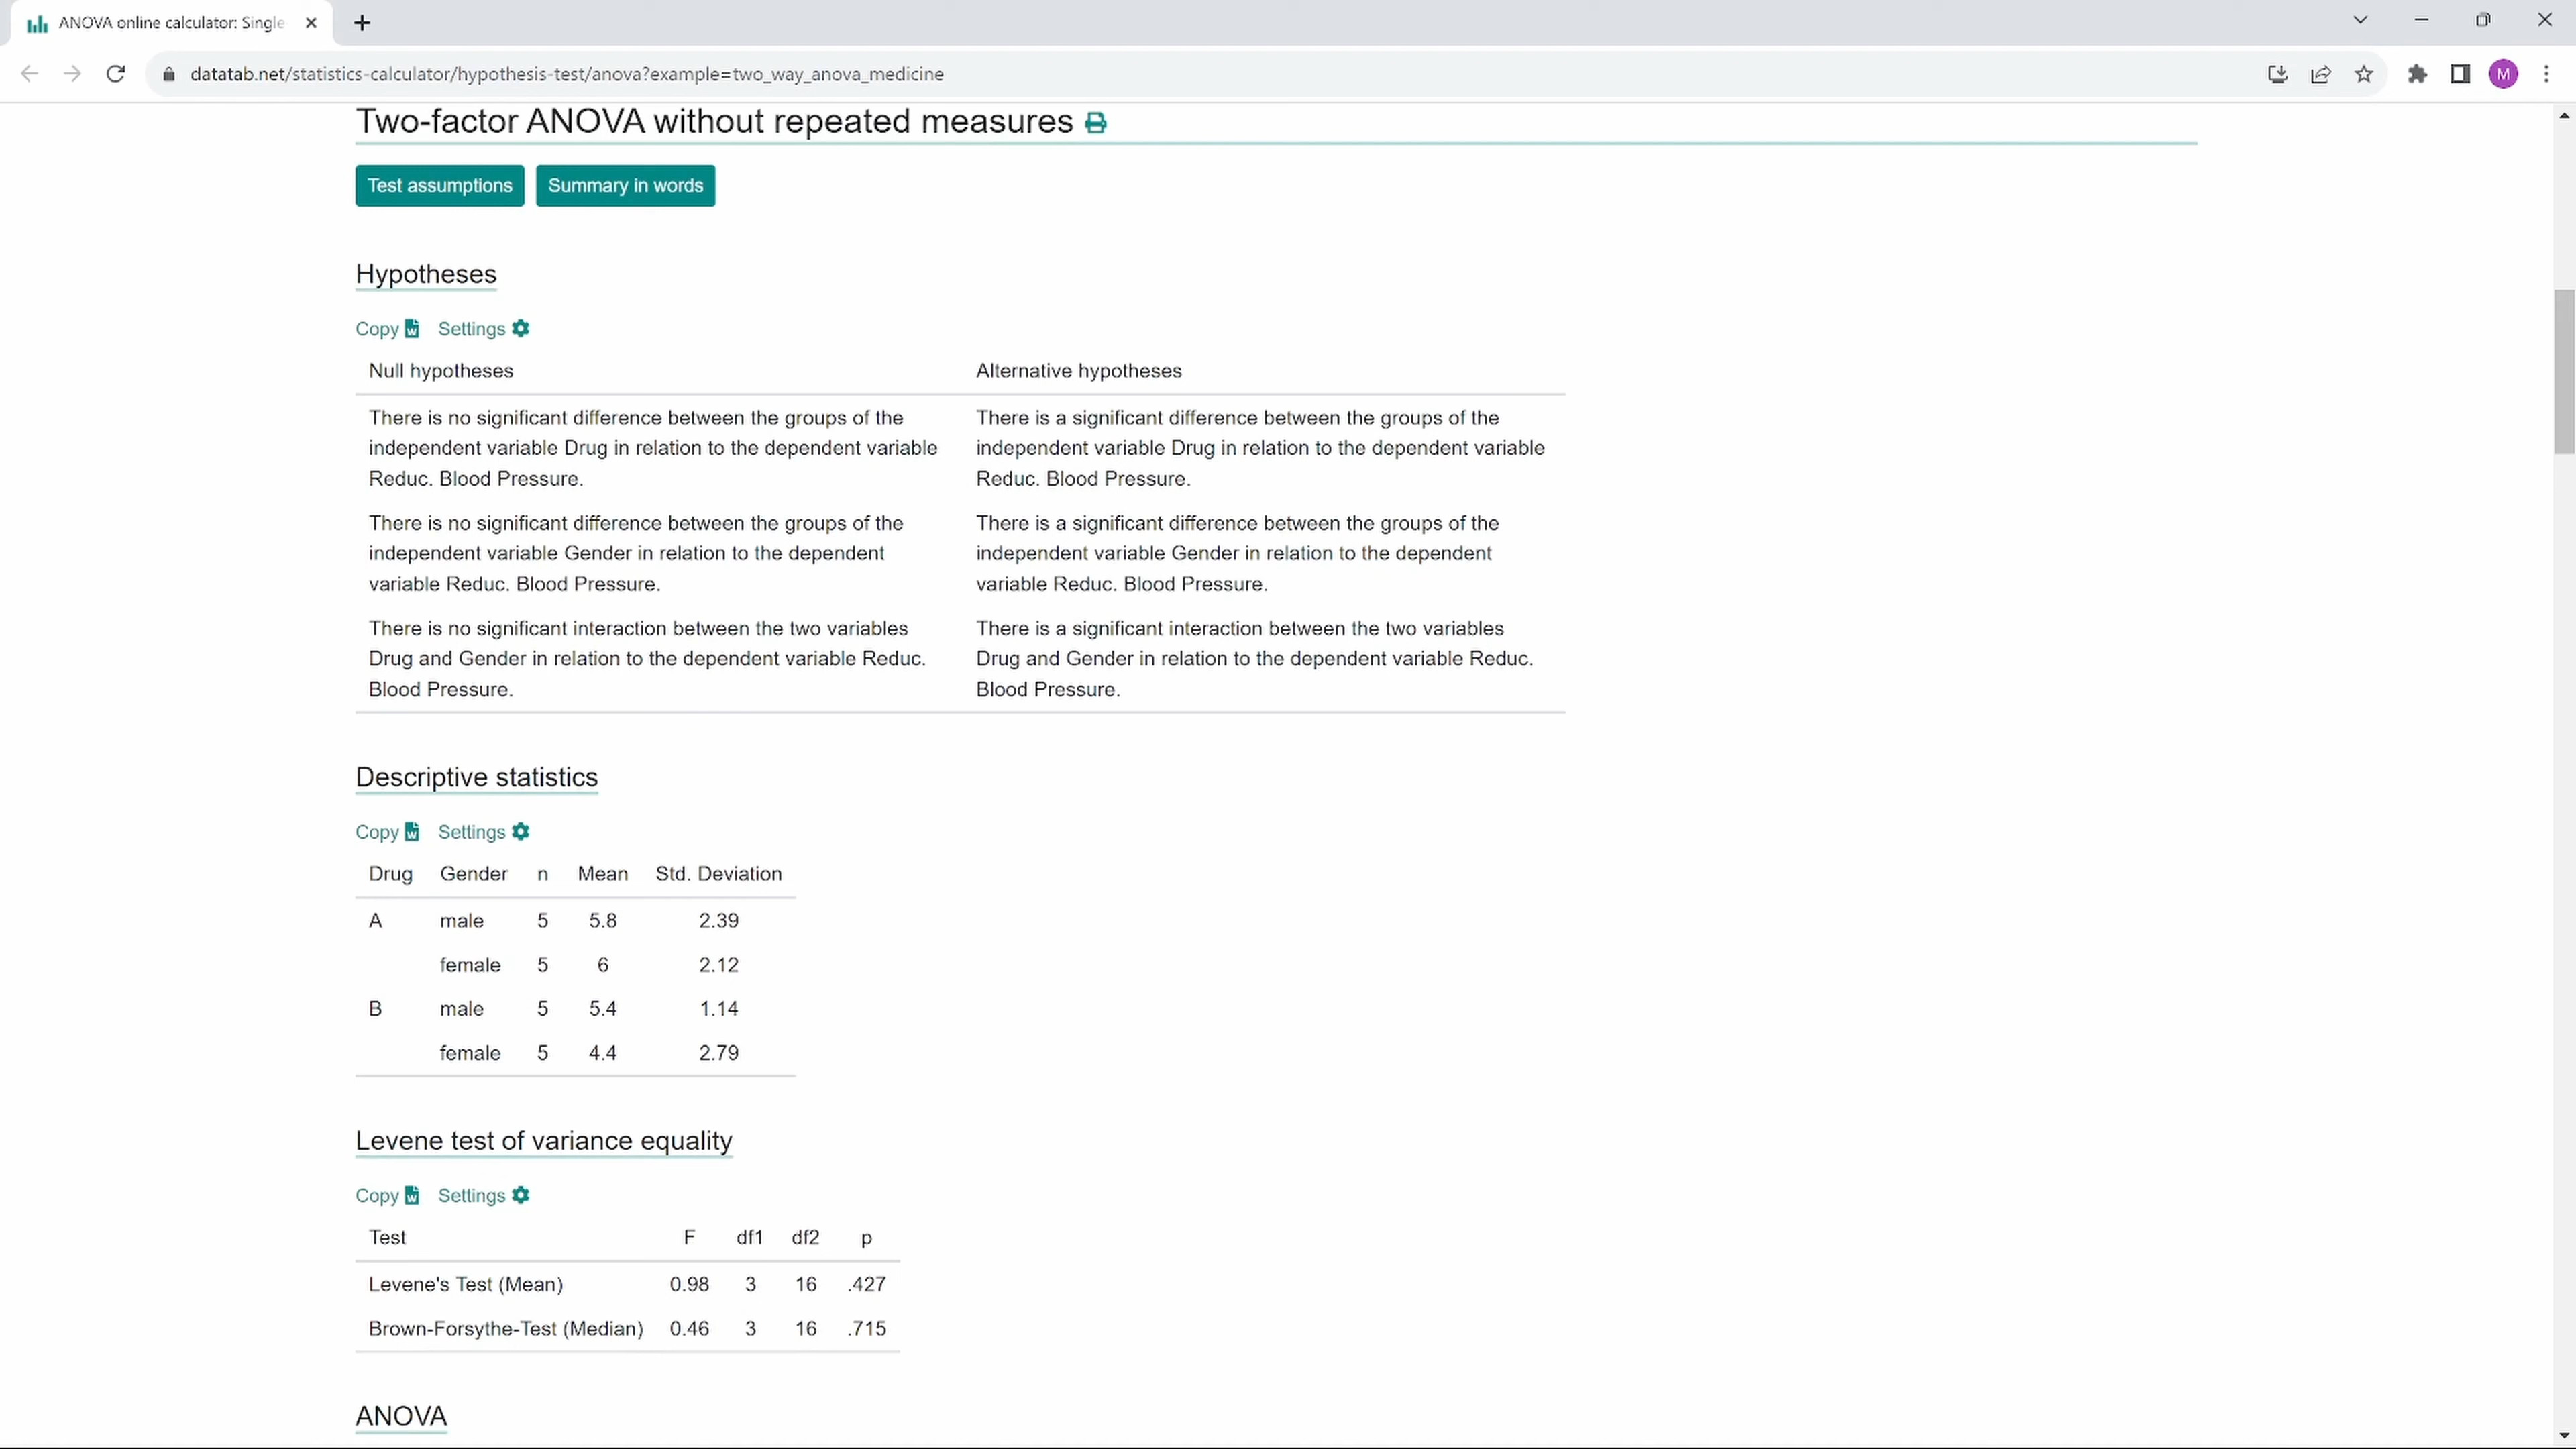 ANOVA online calculator: Single
datatab.net/statistics-calculator/hypothesis-test/anova?example=two_way_anova_medicine
M
Two-factor ANOVA without repeated measures
Test assumptions Summary in words
Hypotheses
Copy Settings
Null hypotheses Alternative hypotheses
There is no significant difference between the groups of the
independent variable Drug in relation to the dependent variable
Reduc. Blood Pressure.
There is a significant difference between the groups of the
independent variable Drug in relation to the dependent variable
Reduc. Blood Pressure.
There is no significant difference between the groups of the
independent variable Gender in relation to the dependent
variable Reduc. Blood Pressure.
There is a significant difference between the groups of the
independent variable Gender in relation to the dependent
variable Reduc. Blood Pressure.
There is no significant interaction between the two variables
Drug and Gender in relation to the dependent variable Reduc.
Blood Pressure.
There is a significant interaction between the two variables
Drug and Gender in relation to the dependent variable Reduc.
Blood Pressure.
Descriptive statistics
Copy Settings
Drug Gender n Mean Std. Deviation
A male 5 5.8 2.39
female 5 6 2.12
B male 5 5.4 1.14
female 5 4.4 2.79
Levene test of variance equality
Copy Settings
Test F df1 df2 p
Levene's Test (Mean) 0.98 3 16 .427
Brown-Forsythe-Test (Median) 0.46 3 16 .715
ANOVA